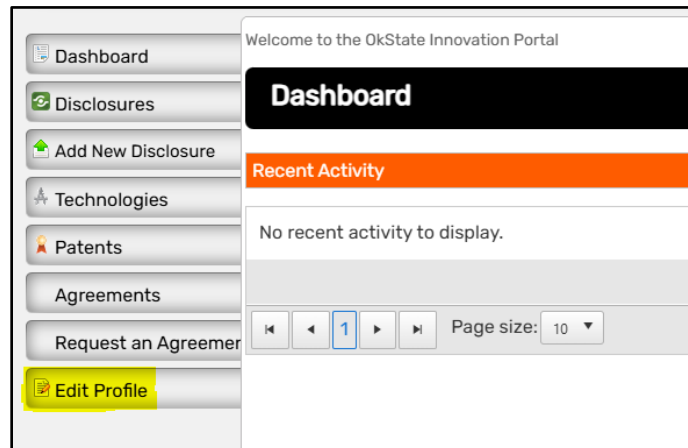 Dashboard
Disclosures
Add New Disclosure
Technologies
Patents
Agreements
Request an Agreemer
Edit Profile
Welcome to the OkState Innovation Portal
Dashboard
Recent Activity
No recent activity to display.
1 Page size: 10